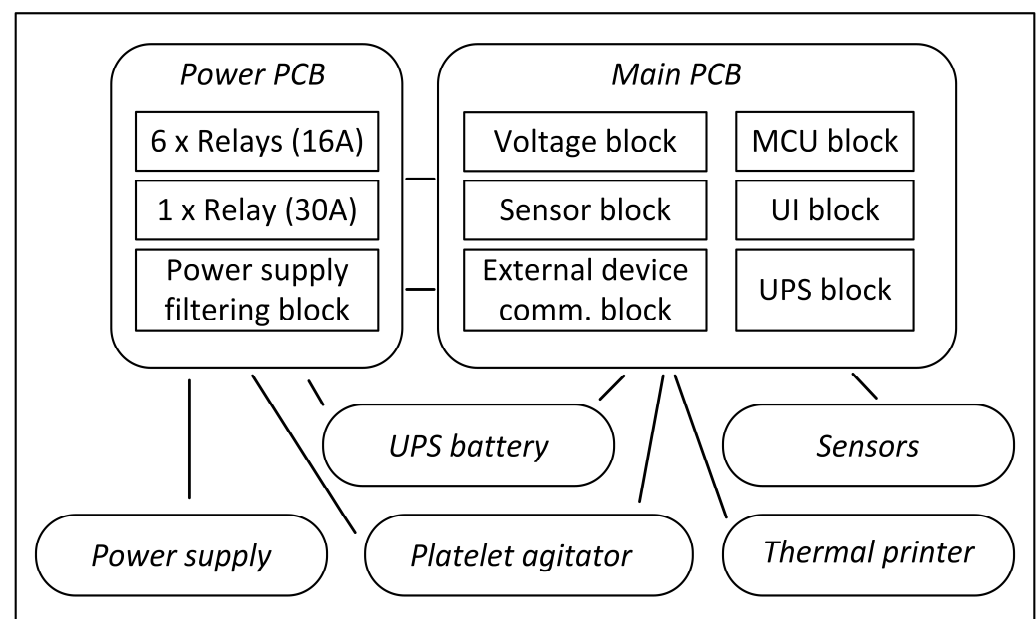 Power PCB
6 x Relays (16A)
1 x Relay (30A)
Power supply
filtering block
Main PCB
Voltage block
MCU block
Sensor block
UI block
External device
comm. block
UPS block
UPS battery
Sensors
Power supply
Platelet agitator
Thermal printer